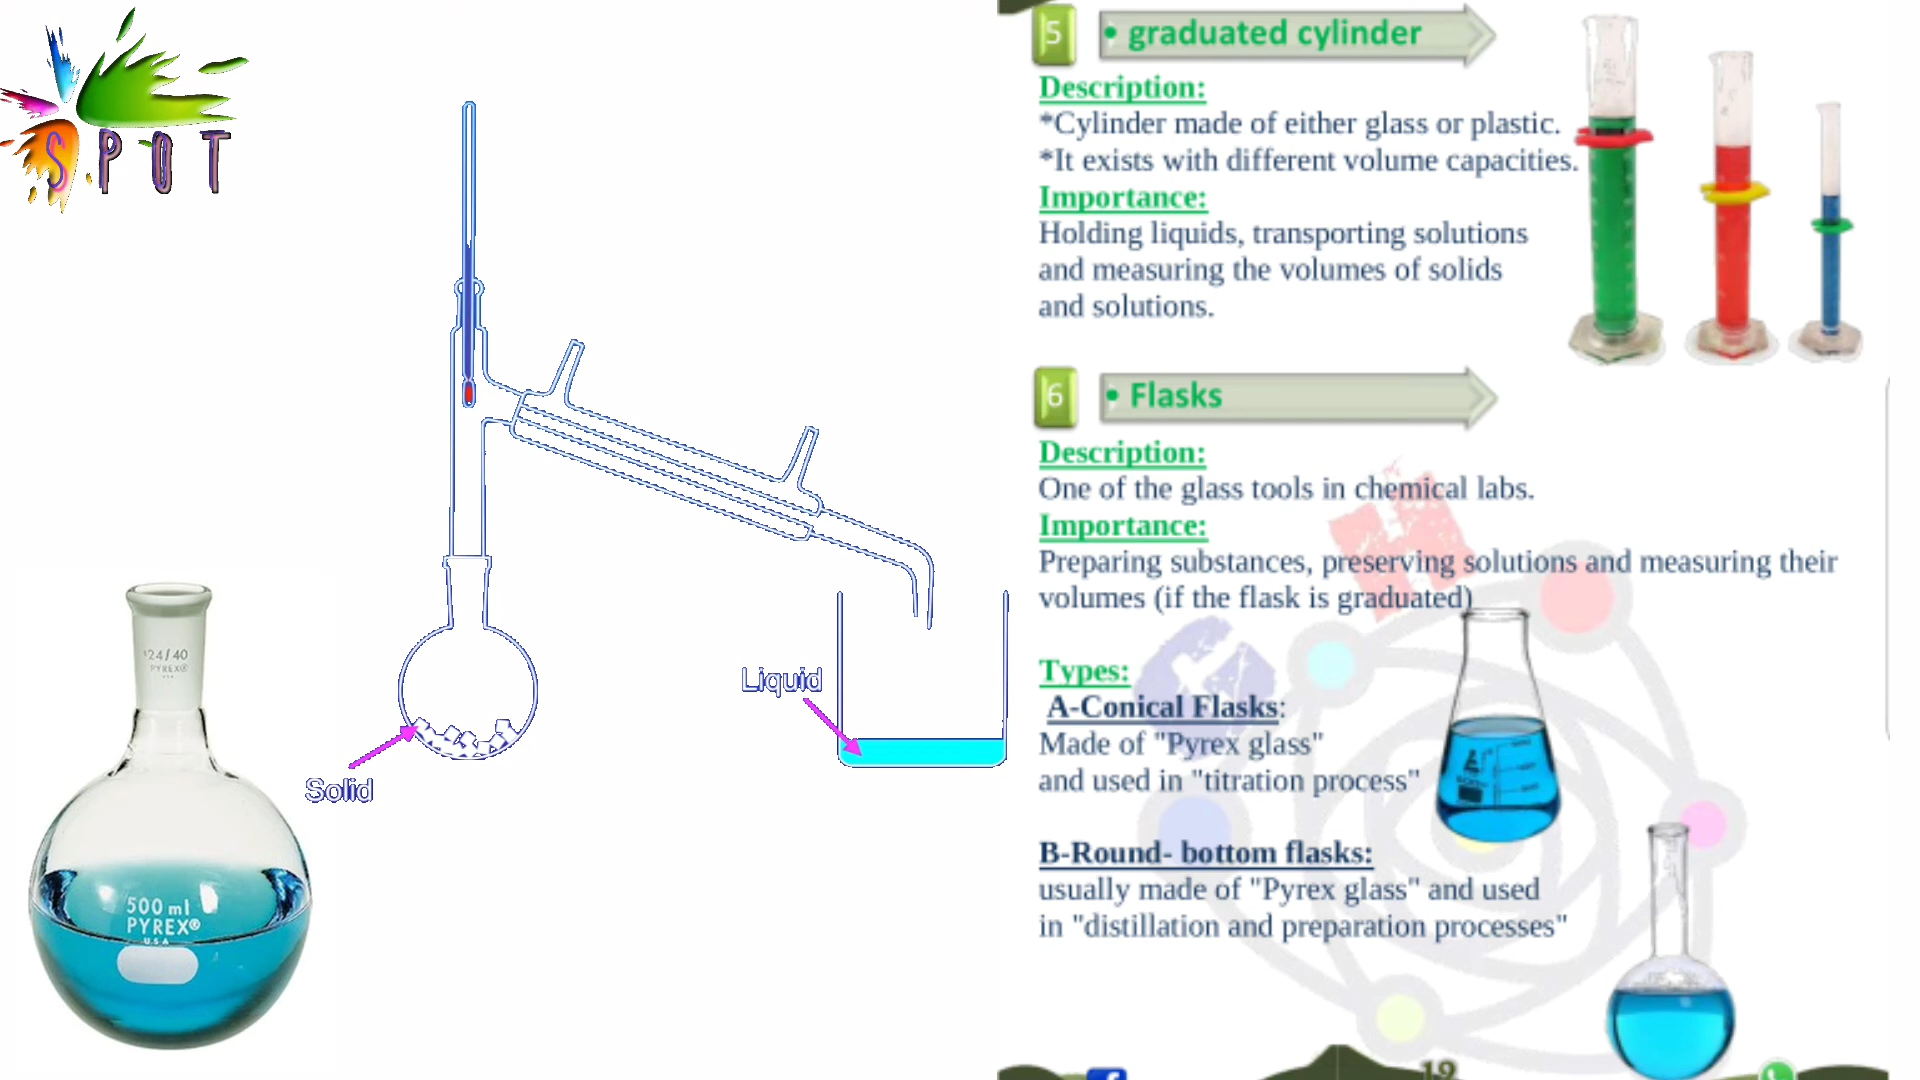 SPOT
24/40
PYREX®
500 ml
PYREX®
USA
Solid
Liquid
5
• graduated cylinder
Description:
*Cylinder made of either glass or plastic.
*It exists with different volume capacities.
Importance:
Holding liquids, transporting solutions
and measuring the volumes of solids
and solutions.
6
• Flasks
Description:
One of the glass tools in chemical labs.
Importance:
Preparing substances, preserving solutions and measuring their
volumes (if the flask is graduated)
Types:
A-Conical Flasks:
Made of "Pyrex glass"
and used in "titration process"
B-Round- bottom flasks:
usually made of "Pyrex glass" and used
in "distillation and preparation processes"
19